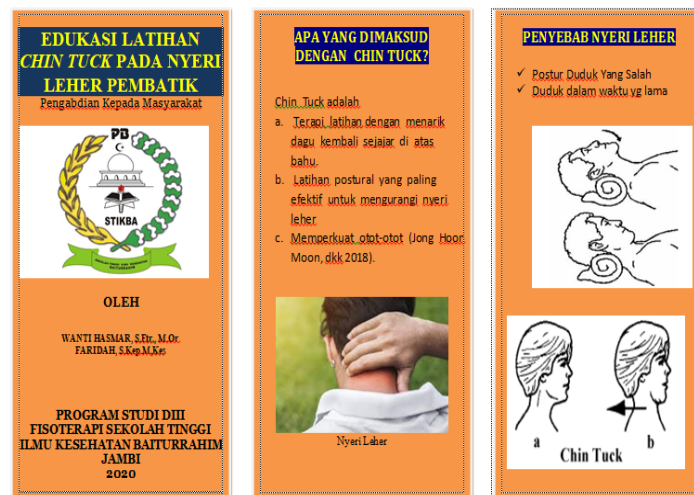 EDUKASI LATIHAN
CHIN TUCK PADA NYERI
LEHER PEMBATIK
Pengabdian Kepada Masyarakat
PB
STIKBA
OLEH
WANTI HASMAR, S.Ftr., M.Or
FARIDAH, S.Kep.M,Kes
PROGRAM STUDI DIII
FISOTERAPI SEKOLAH TINGGI
ILMU KESEHATAN BAITURRAHIM
JAMBI
2020
APA YANG DIMAKSUD
DENGAN CHIN TUCK?
Chin Tuck adalah
a. Terapi latihan dengan menarik
dagu kembali sejajar di atas
bahu.
b. Latihan postural yang paling
efektif untuk mengurangi nyeri
leher
c. Memperkuat otot-otot (Jong Hoor
Moon, dkk 2018).
Nyeri Leher
PENYEBAB NYERI LEHER
✓ Postur Duduk Yang Salah
✓ Duduk dalam waktu yg lama
a b
Chin Tuck